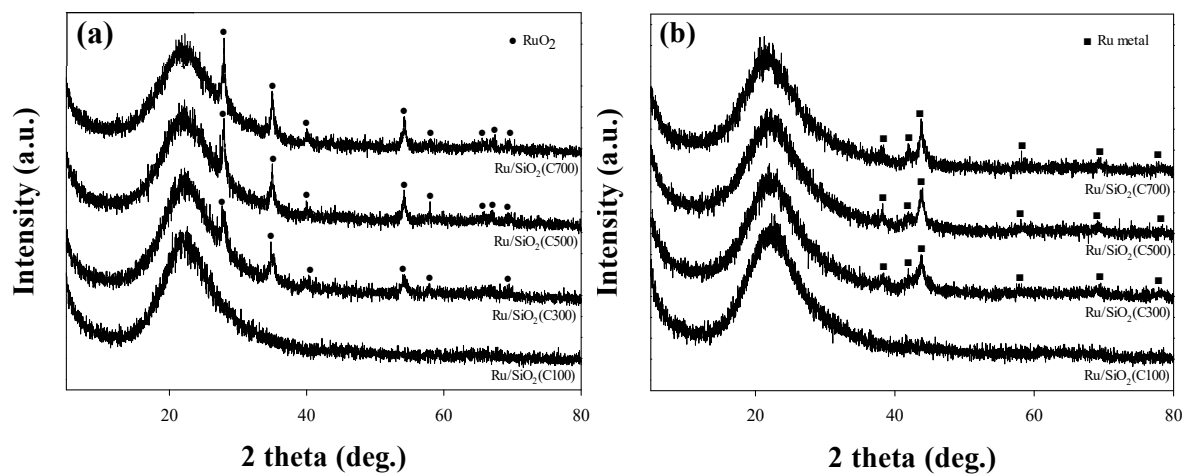 (a)
● RuO2
Intensity (a.u.)
Ru/SiO2(C700)
Ru/SiO2(C500)
Ru/SiO2(C300)
Ru/SiO2(C100)
20 40 60 80
2 theta (deg.)
(b)
■ Ru metal
Intensity (a.u.)
Ru/SiO2(C700)
Ru/SiO2(C500)
Ru/SiO2(C300)
Ru/SiO2(C100)
20 40 60 80
2 theta (deg.)